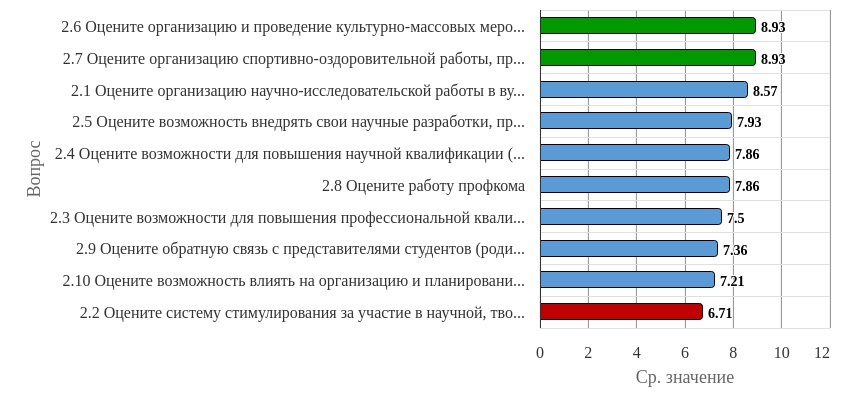 2.6 Оцените организацию и проведение культурно-массовых меро... 8.93
2.7 Оцените организацию спортивно-оздоровительной работы, пр... 8.93
2.1 Оцените организацию научно-исследовательской работы в ву... 8.57
2.5 Оцените возможность внедрять свои научные разработки, пр... 7.93
2.4 Оцените возможности для повышения научной квалификации (... 7.86
2.8 Оцените работу профкома 7.86
2.3 Оцените возможности для повышения профессиональной квали... 7.5
2.9 Оцените обратную связь с представителями студентов (роди... 7.36
2.10 Оцените возможность влиять на организацию и планировани... 7.21
2.2 Оцените систему стимулирования за участие в научной, тво... 6.71
Вопрос
0 2 4 6 8 10 12
Ср. значение